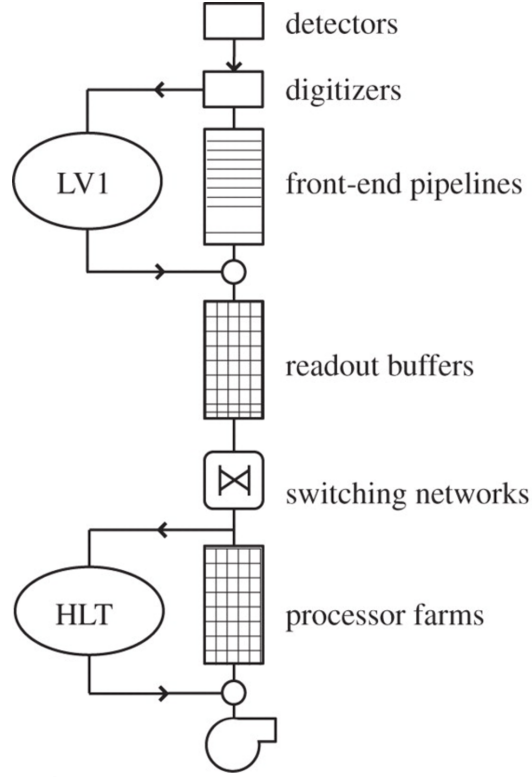 detectors
digitizers
LV1
front-end pipelines
readout buffers
switching networks
HLT
processor farms